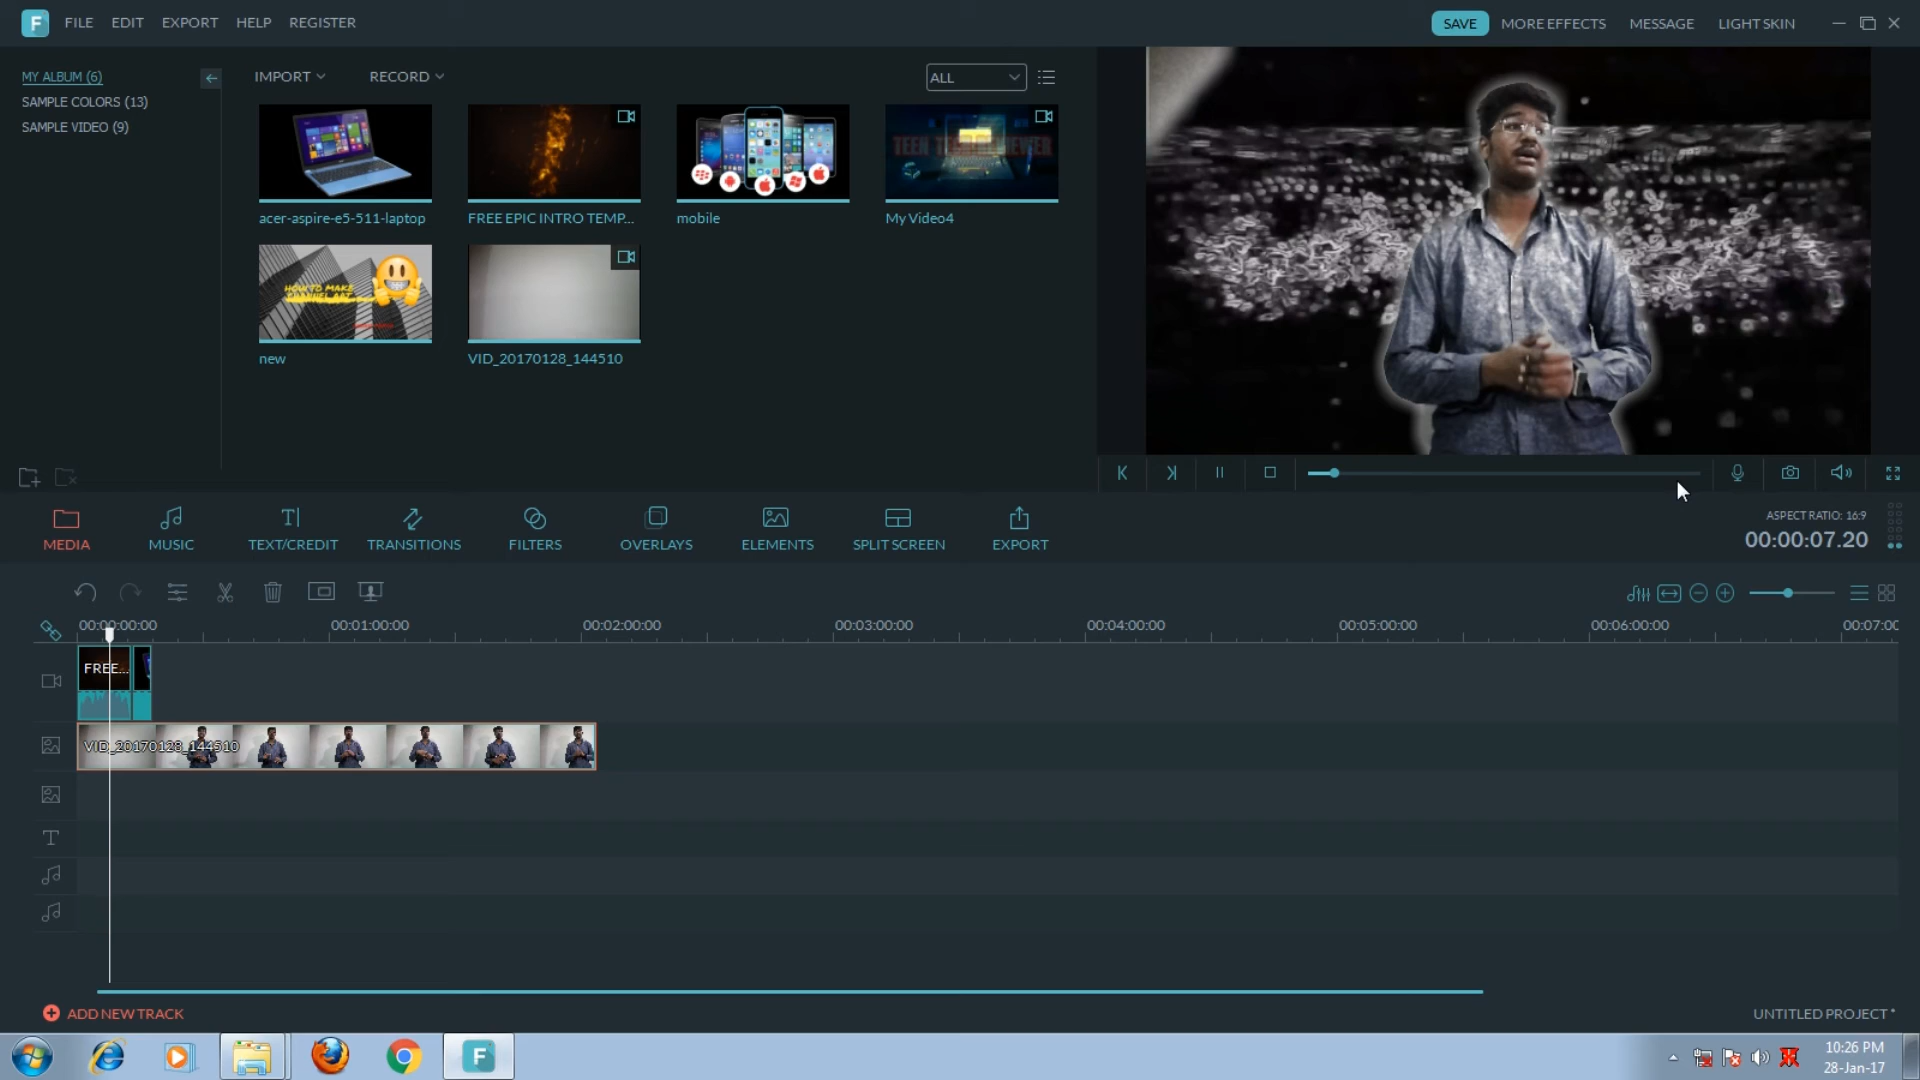 F FILE EDIT EXPORT HELP REGISTER SAVE MORE EFFECTS MESSAGE LIGHT SKIN
MY ALBUM (6)
SAMPLE COLORS (13)
SAMPLE VIDEO (9)
IMPORT RECORD ALL
acer-aspire-e5-511-laptop FREE EPIC INTRO TEMP... mobile My Video4
HOW TO MAKE
CHANNEL ART
new VID_20170128_144510
MEDIA MUSIC TEXT/CREDIT TRANSITIONS FILTERS OVERLAYS ELEMENTS SPLIT SCREEN EXPORT
ASPECT RATIO: 16:9
00:00:07.20
00:00:00:00 00:01:00:00 00:02:00:00 00:03:00:00 00:04:00:00 00:05:00:00 00:06:00:00 00:07:00
FREE...
VID_20170128_144510
T
ADD NEW TRACK UNTITLED PROJECT *
F
10:26 PM
28-Jan-17